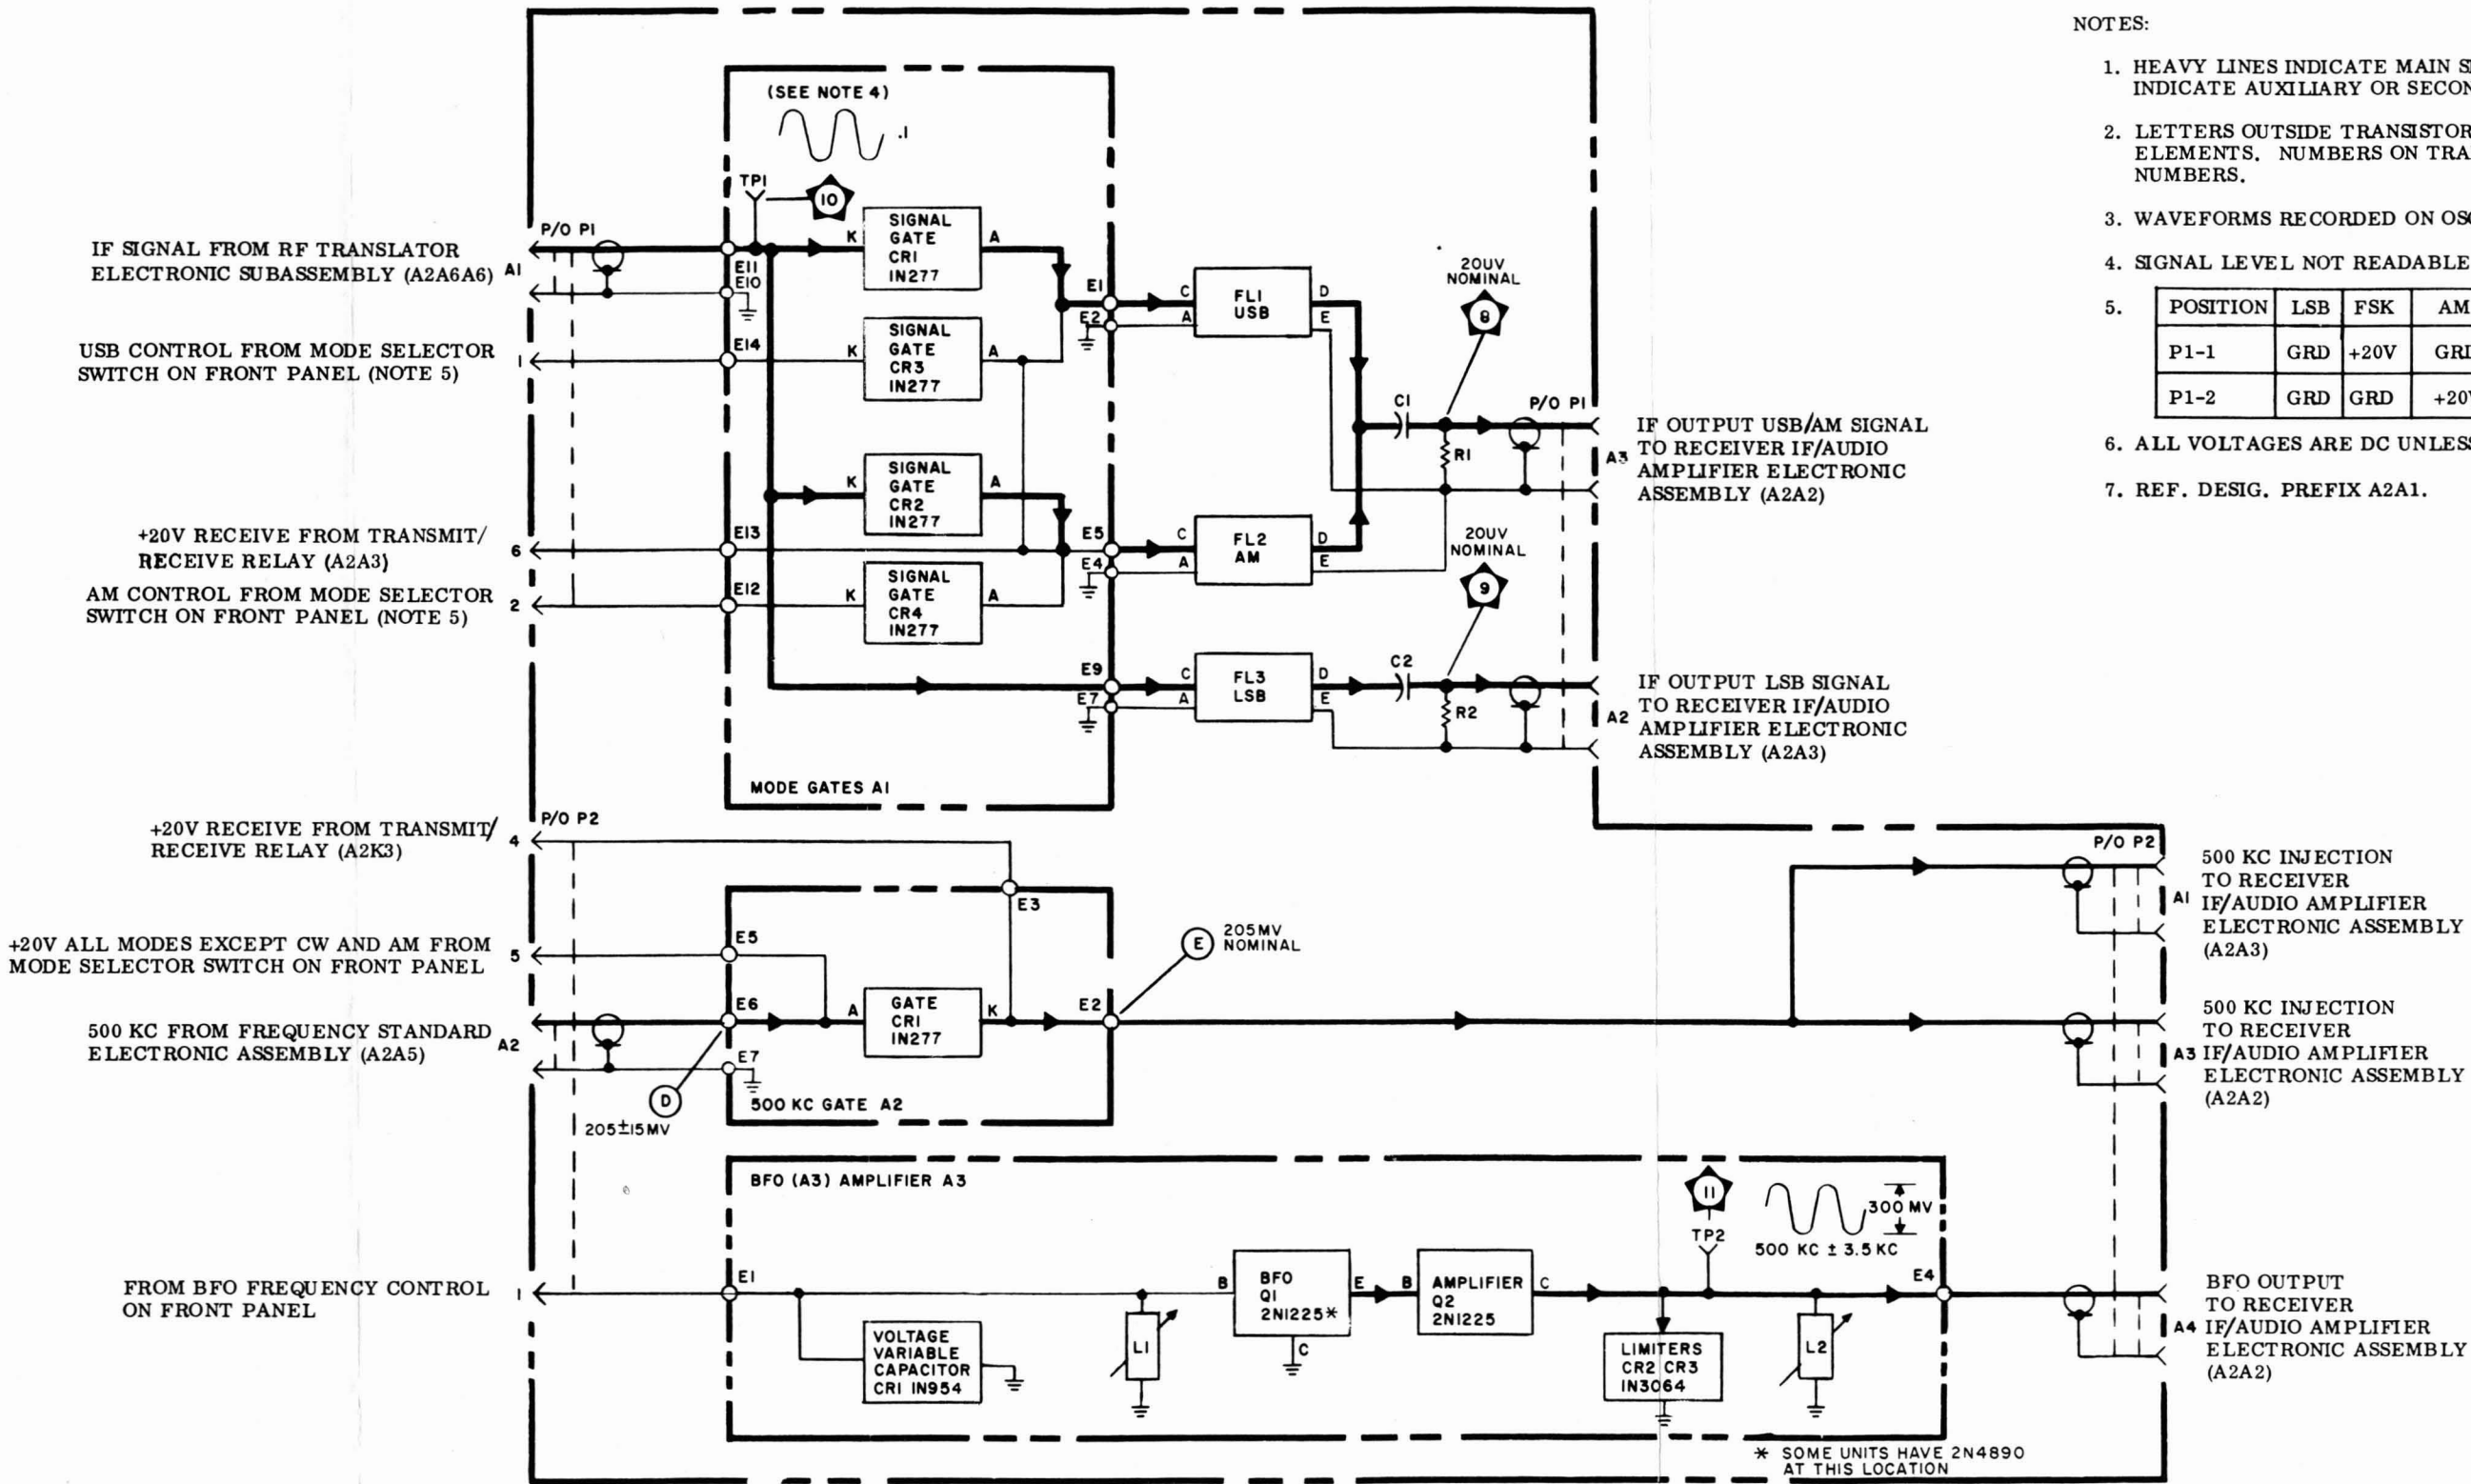 NOTES:
1. HEAVY LINES INDICATE MAIN
INDICATE AUXILIARY OR
2. LETTERS OUTSIDE
ELEMENTS. NUMBERS ON
NUMBERS.
3. WAVEFORMS RECORDED ON
4. SIGNAL LEVEL NOT READABLE
5.
POSITION LSB FSK AM
P1-1 GRD +20V
P1-2 GRD GRD
6. ALL VOLTAGES ARE DC
7. REF. DESIG. PREFIX A2A1.
(SEE NOTE 4)
.1
TP1
10
P/O P1
IF SIGNAL FROM RF TRANSLATOR
ELECTRONIC SUBASSEMBLY (A2A6A6)
A1
E11
E10
K
SIGNAL
GATE
CR1
IN277
A
E1
E2
C
A
FL1
USB
D
E
20UV
NOMINAL
8
USB CONTROL FROM MODE SELECTOR
SWITCH ON FRONT PANEL (NOTE 5)
1
E14
K
SIGNAL
GATE
CR3
IN277
A
C1
R1
P/O P1
A3
IF OUTPUT USB/AM SIGNAL
TO RECEIVER IF/AUDIO
AMPLIFIER ELECTRONIC
ASSEMBLY (A2A2)
K
SIGNAL
GATE
CR2
IN277
A
+20V RECEIVE FROM TRANSMIT/
RECEIVE RELAY (A2A3)
6
E13
E5
E4
C
A
FL2
AM
D
E
20UV
NOMINAL
9
AM CONTROL FROM MODE SELECTOR
SWITCH ON FRONT PANEL (NOTE 5)
2
E12
K
SIGNAL
GATE
CR4
IN277
A
E9
E7
C
A
FL3
LSB
D
E
C2
R2
A2
IF OUTPUT LSB SIGNAL
TO RECEIVER IF/AUDIO
AMPLIFIER ELECTRONIC
ASSEMBLY (A2A3)
MODE GATES A1
P/O P2
+20V RECEIVE FROM TRANSMIT/
RECEIVE RELAY (A2K3)
4
E3
P/O P2
A1
500 KC INJECTION
TO RECEIVER
IF/AUDIO AMPLIFIER
ELECTRONIC ASSEMBLY
(A2A3)
+20V ALL MODES EXCEPT CW AND AM FROM
MODE SELECTOR SWITCH ON FRONT PANEL
5
E5
E
205MV
NOMINAL
500 KC FROM FREQUENCY STANDARD
ELECTRONIC ASSEMBLY (A2A5)
A2
E6
E7
A
GATE
CR1
IN277
K
E2
A3
500 KC INJECTION
TO RECEIVER
IF/AUDIO AMPLIFIER
ELECTRONIC ASSEMBLY
(A2A2)
D
205±15MV
500 KC GATE A2
BFO (A3) AMPLIFIER A3
11
TP2
300 MV
500 KC ± 3.5 KC
FROM BFO FREQUENCY CONTROL
ON FRONT PANEL
1
E1
VOLTAGE
VARIABLE
CAPACITOR
CR1 IN954
L1
B
BFO
Q1
2N1225*
E
C
B
AMPLIFIER
Q2
2N1225
C
LIMITERS
CR2 CR3
IN3064
L2
E4
A4
BFO OUTPUT
TO RECEIVER
IF/AUDIO AMPLIFIER
ELECTRONIC ASSEMBLY
(A2A2)
* SOME UNITS HAVE 2N4890
AT THIS LOCATION